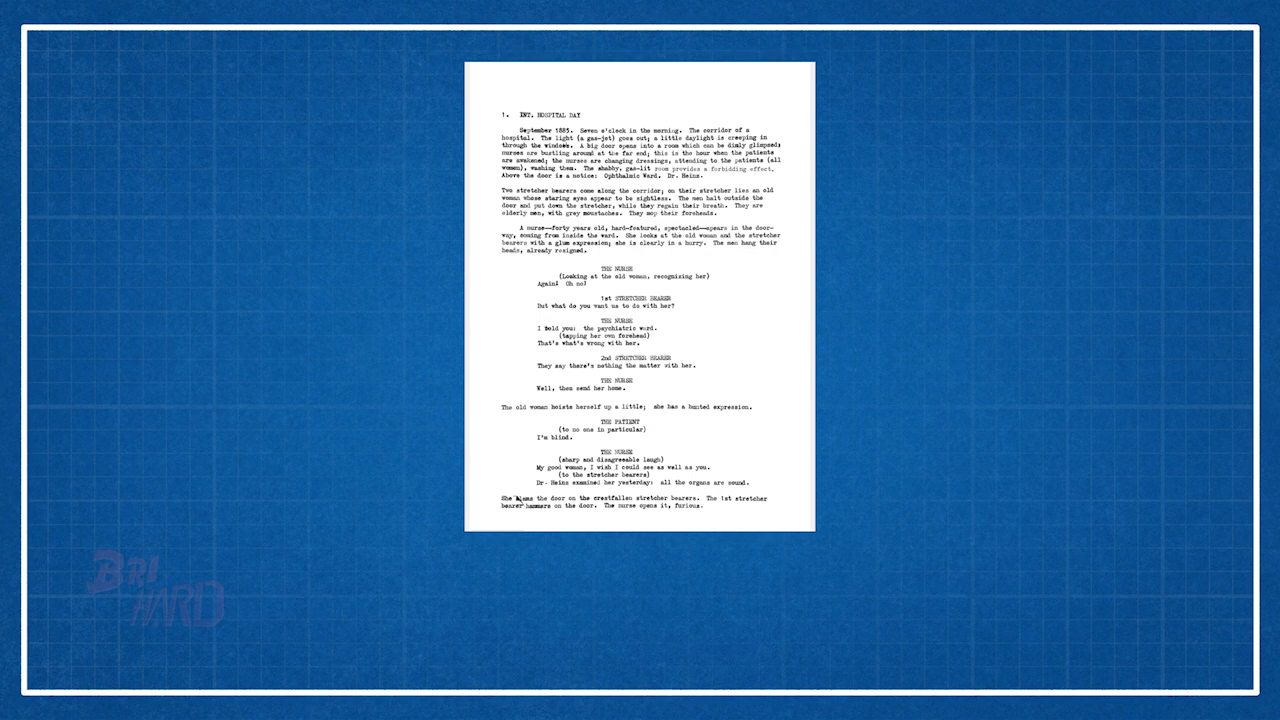 1. INT. HOSPITAL DAY
September 1885. Seven o'clock in the morning. The corridor of a
hospital. The light (a gas-jet) goes out; a little daylight is creeping in
through the windows. A big door opens into a room which can be dimly glimpsed;
nurses are bustling around at the far end; this is the hour when the patients
are awakened; the nurses are changing dressings, attending to the patients (all
women), washing them. The shabby, gas-lit room provides a forbidding effect.
Above the door is a notice: Ophthalmic Ward. Dr. Heinz.
Two stretcher bearers come along the corridor; on their stretcher lies an old
woman whose staring eyes appear to be sightless. The men halt outside the
door and put down the stretcher, while they regain their breath. They are
elderly men, with grey moustaches. They mop their foreheads.
A nurse—forty years old, hard-featured, spectacled—apears in the door-
way, coming from inside the ward. She looks at the old woman and the stretcher
bearers with a glum expression; she is clearly in a hurry. The men hang their
heads, already resigned.
THE NURSE
(Looking at the old woman, recognizing her)
Again! Oh no!
1st STRETCHER BEARER
But what do you want us to do with her?
THE NURSE
I told you: the psychiatric ward.
(tapping her own forehead)
That's what's wrong with her.
2nd STRETCHER BEARER
They say there's nothing the matter with her.
THE NURSE
Well, then send her home.
The old woman hoists herself up a little; she has a hunted expression.
THE PATIENT
(to no one in particular)
I'm blind.
THE NURSE
(sharp and disagreeable laugh)
My good woman, I wish I could see as well as you.
(to the stretcher bearers)
Dr. Heinz examined her yesterday: all the organs are sound.
She slams the door on the crestfallen stretcher bearers. The 1st stretcher
bearer hammers on the door. The nurse opens it, furious.
BRI
HARD